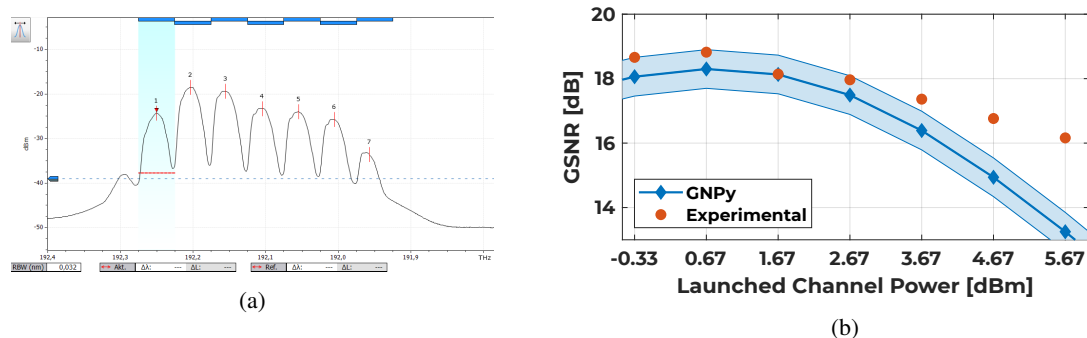 -10
-20
-30
-40
-50
dBm
1
2
3
4
5
6
7
192,4
192,3
192,2
192,1
192,0
191,9
THz
RBW (nm) 0,032 Akt. Δλ: --- ΔL: --- Ref. Δλ: --- ΔL: ---
(a)
20
18
16
14
GSNR [dB]
GNPy
Experimental
-0.33 0.67 1.67 2.67 3.67 4.67 5.67
Launched Channel Power [dBm]
(b)